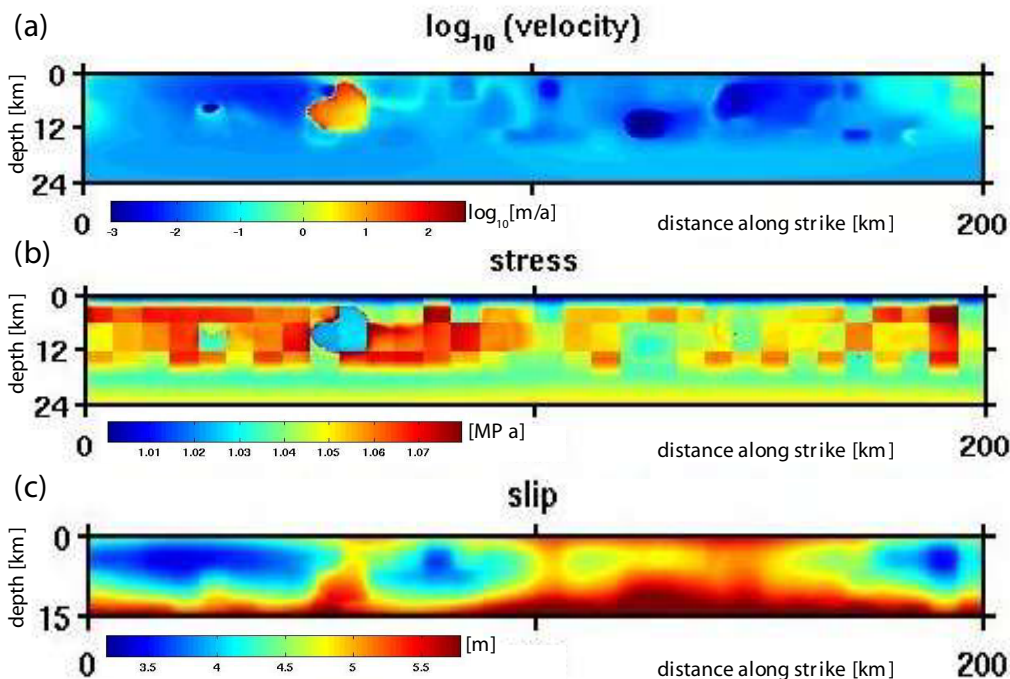 (a)
log10 (velocity)
depth [km]
0
12
24
-3 -2 -1 0 1 2
log10[m/a]
0
distance along strike [km]
200
(b)
stress
depth [km]
0
12
24
1.01 1.02 1.03 1.04 1.05 1.06 1.07
[MP a]
0
distance along strike [km]
200
(c)
slip
depth [km]
0
15
3.5 4 4.5 5 5.5
[m]
0
distance along strike [km]
200